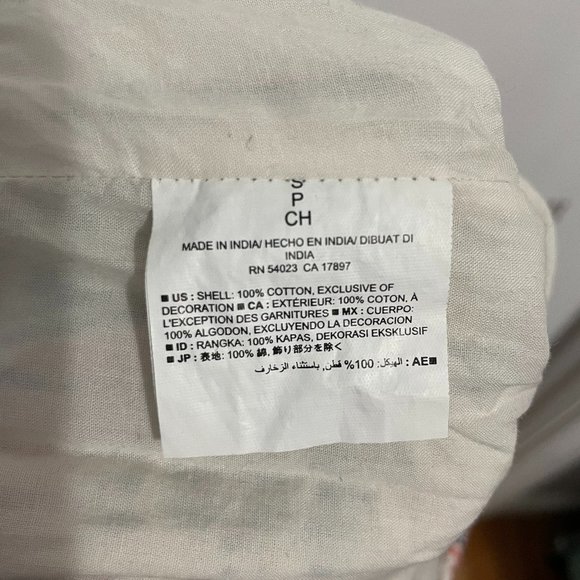 S
P
CH
MADE IN INDIA/ HECHO EN INDIA/ DIBUAT DI
INDIA
RN 54023 CA 17897
■ US : SHELL: 100% COTTON, EXCLUSIVE OF
DECORATION ■ CA : EXTÉRIEUR: 100% COTON, À
L'EXCEPTION DES GARNITURES ■ MX : CUERPO:
100% ALGODON, EXCLUYENDO LA DECORACION
■ ID : RANGKA: 100% KAPAS, DEKORASI EKSKLUSIF
■ JP : 表地: 100% 綿, 飾り部分を除く
■AE : الهيكل: 100% قطن, باستثناء الزخارف